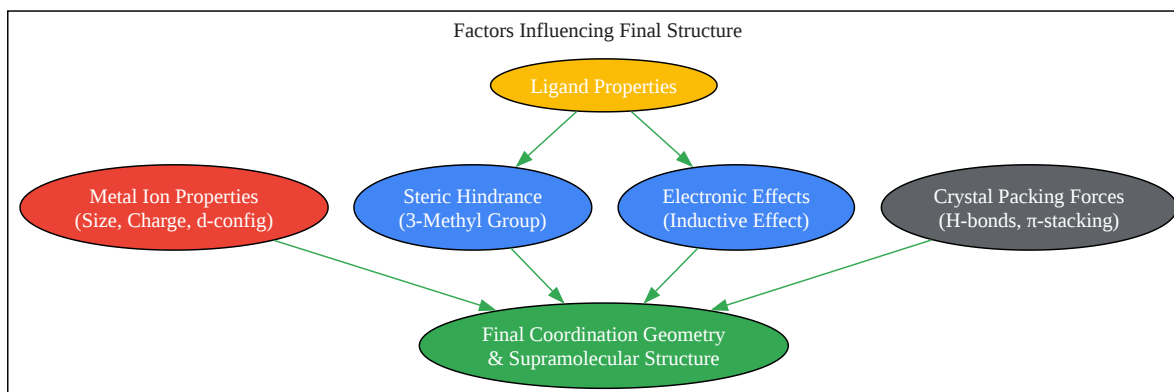 Factors Influencing Final Structure
Ligand Properties
Metal Ion Properties
(Size, Charge, d-config)
Steric Hindrance
(3-Methyl Group)
Electronic Effects
(Inductive Effect)
Crystal Packing Forces
(H-bonds, π-stacking)
Final Coordination Geometry
& Supramolecular Structure